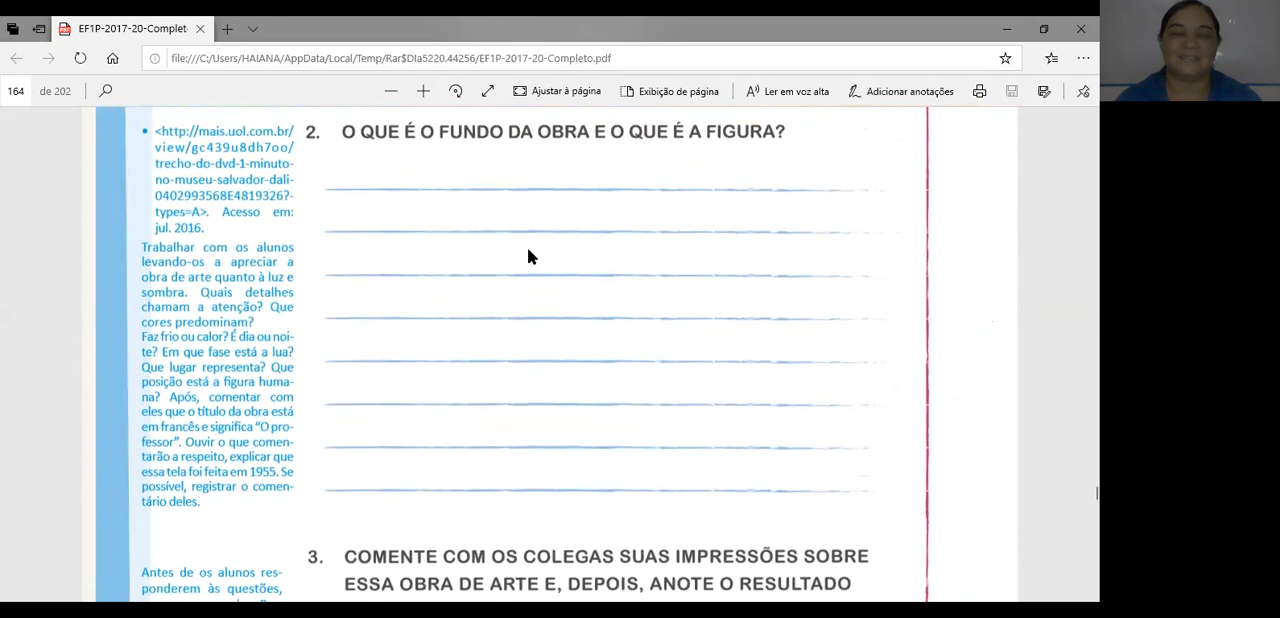 EF1P-2017-20-Complet
file:///C:/Users/HAIANA/AppData/Local/Temp/Rar$DIa5220.44256/EF1P-2017-20-Completo.pdf
164 de 202
Ajustar à página
Exibição de página
Ler em voz alta
Adicionar anotações
• <http://mais.uol.com.br/
view/gc439u8dh7oo/
trecho-do-dvd-1-minuto-
no-museu-salvador-dali-
0402993568E4819326?-
types=A>. Acesso em:
jul. 2016.
Trabalhar com os alunos
levando-os a apreciar a
obra de arte quanto à luz e
sombra. Quais detalhes
chamam a atenção? Que
cores predominam?
Faz frio ou calor? É dia ou noi-
te? Em que fase está a lua?
Que lugar representa? Que
posição está a figura huma-
na? Após, comentar com
eles que o título da obra está
em francês e significa “O pro-
fessor”. Ouvir o que comen-
tarão a respeito, explicar que
essa tela foi feita em 1955. Se
possível, registrar o comen-
tário deles.
Antes de os alunos res-
ponderem às questões,
2. O QUE É O FUNDO DA OBRA E O QUE É A FIGURA?
3. COMENTE COM OS COLEGAS SUAS IMPRESSÕES SOBRE
ESSA OBRA DE ARTE E, DEPOIS, ANOTE O RESULTADO